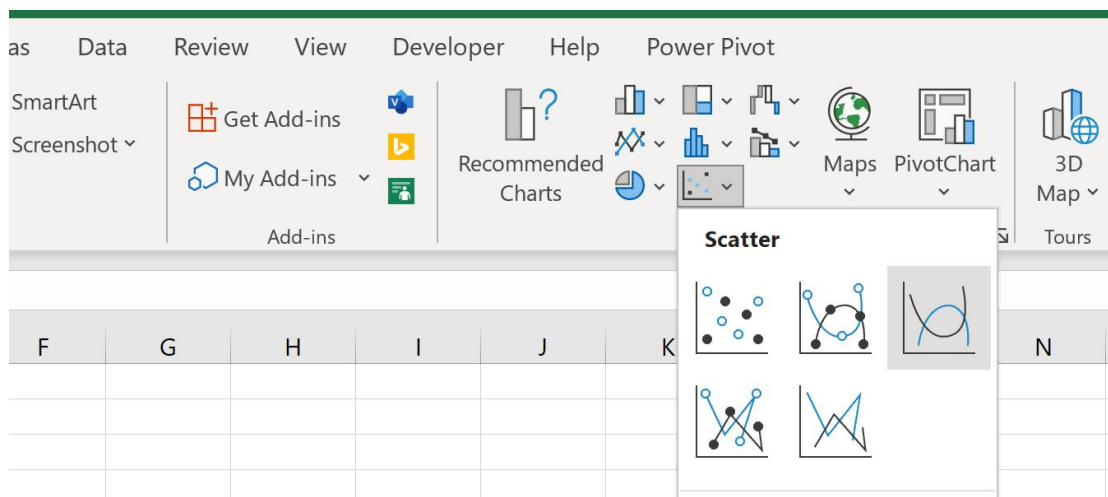 as Data Review View Developer Help Power Pivot
SmartArt
Screenshot
Get Add-ins
My Add-ins
Add-ins
Recommended
Charts
Maps
PivotChart
3D
Map
Tours
Scatter
F G H I J K N